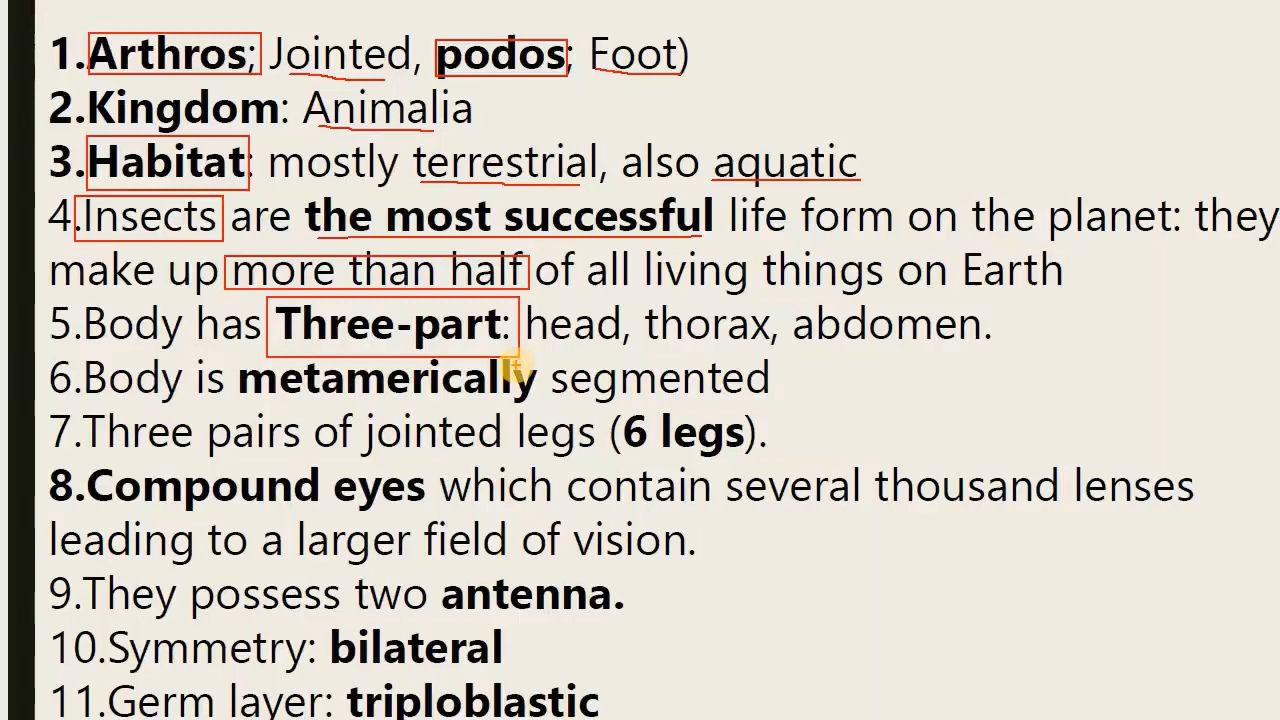 1.Arthros; Jointed, podos; Foot)
2.Kingdom: Animalia
3.Habitat: mostly terrestrial, also aquatic
4.Insects are the most successful life form on the planet: they
make up more than half of all living things on Earth
5.Body has Three-part: head, thorax, abdomen.
6.Body is metamerically segmented
7.Three pairs of jointed legs (6 legs).
8.Compound eyes which contain several thousand lenses
leading to a larger field of vision.
9.They possess two antenna.
10.Symmetry: bilateral
11.Germ layer: triploblastic